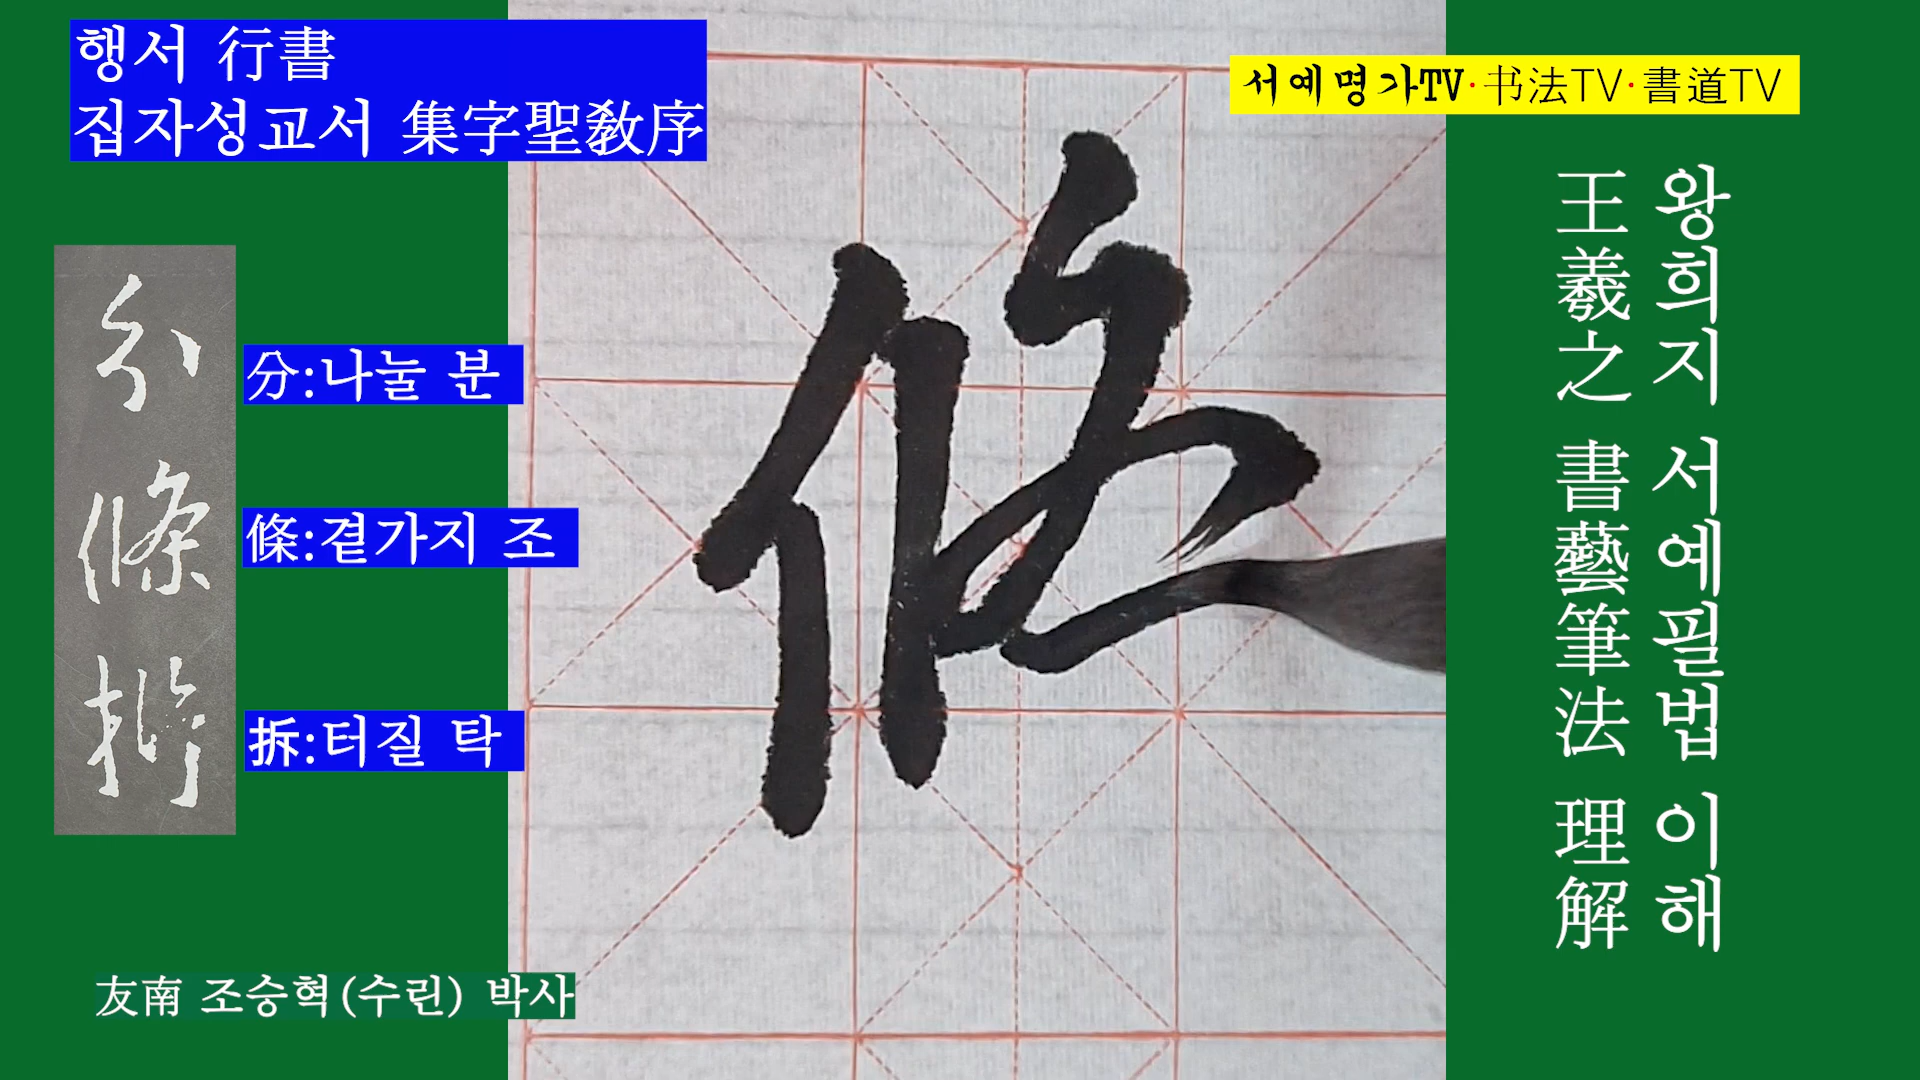 행서 行書
집자성교서 集字聖敎序
서예명가TV·书法TV·書道TV
왕희지 서예필법 이해
王羲之 書藝筆法 理解
分條拆
分:나눌 분
條:곁가지 조
拆:터질 탁
友南 조승혁(수린) 박사